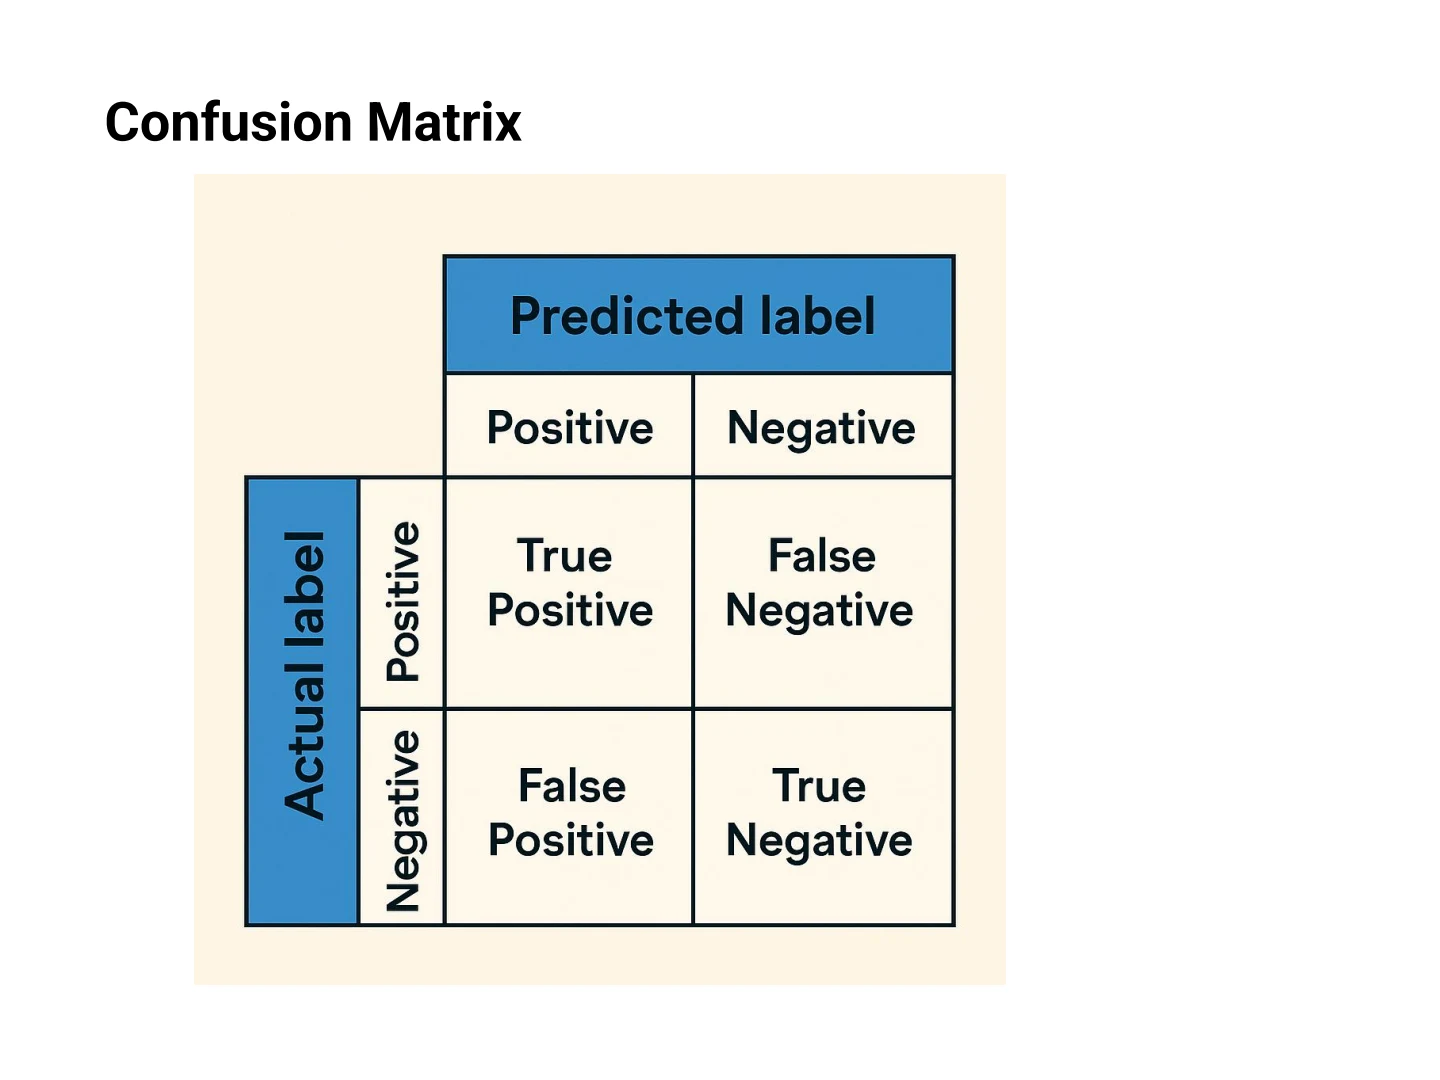 Confusion Matrix
Predicted label
Positive
Negative
Actual label
Positive
True
Positive
False
Negative
Negative
False
Positive
True
Negative